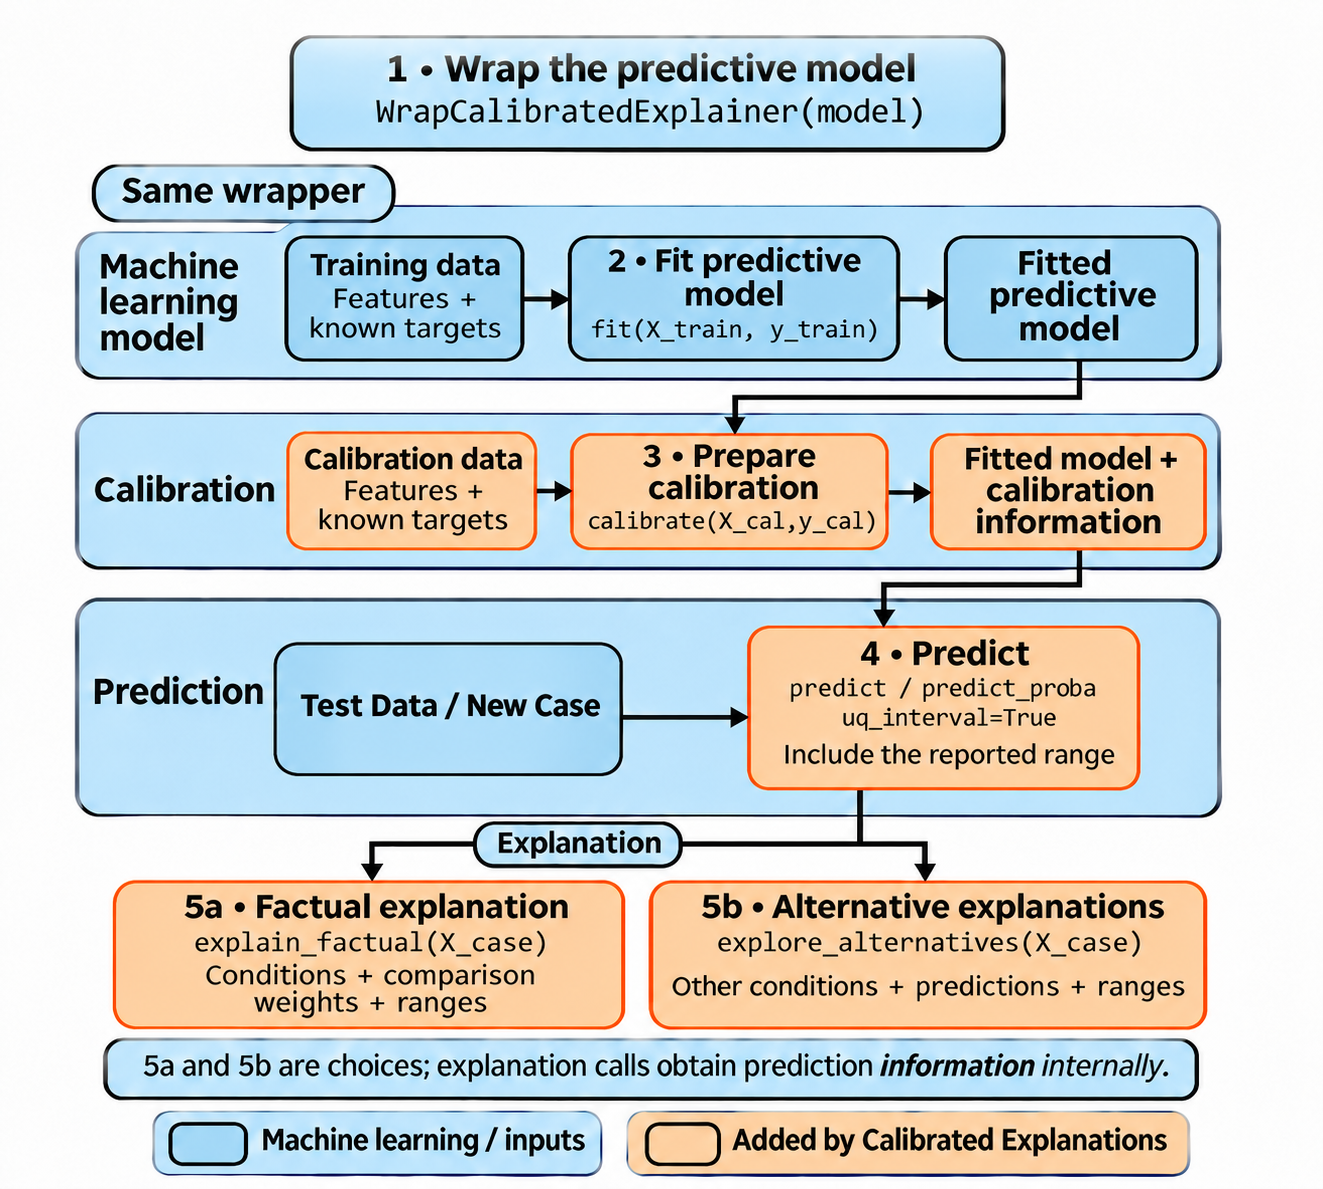 1 • Wrap the predictive model
WrapCalibratedExplainer(model)
Same wrapper
Machine
learning
model
Training data
Features +
known targets
2 • Fit predictive
model
fit(X_train, y_train)
Fitted
predictive
model
Calibration
Calibration data
Features +
known targets
3 • Prepare
calibration
calibrate(X_cal,y_cal)
Fitted model +
calibration
information
Prediction
Test Data / New Case
4 • Predict
predict / predict_proba
uq_interval=True
Include the reported range
Explanation
5a • Factual explanation
explain_factual(X_case)
Conditions + comparison
weights + ranges
5b • Alternative explanations
explore_alternatives(X_case)
Other conditions + predictions + ranges
5a and 5b are choices; explanation calls obtain prediction information internally.
Machine learning / inputs
Added by Calibrated Explanations